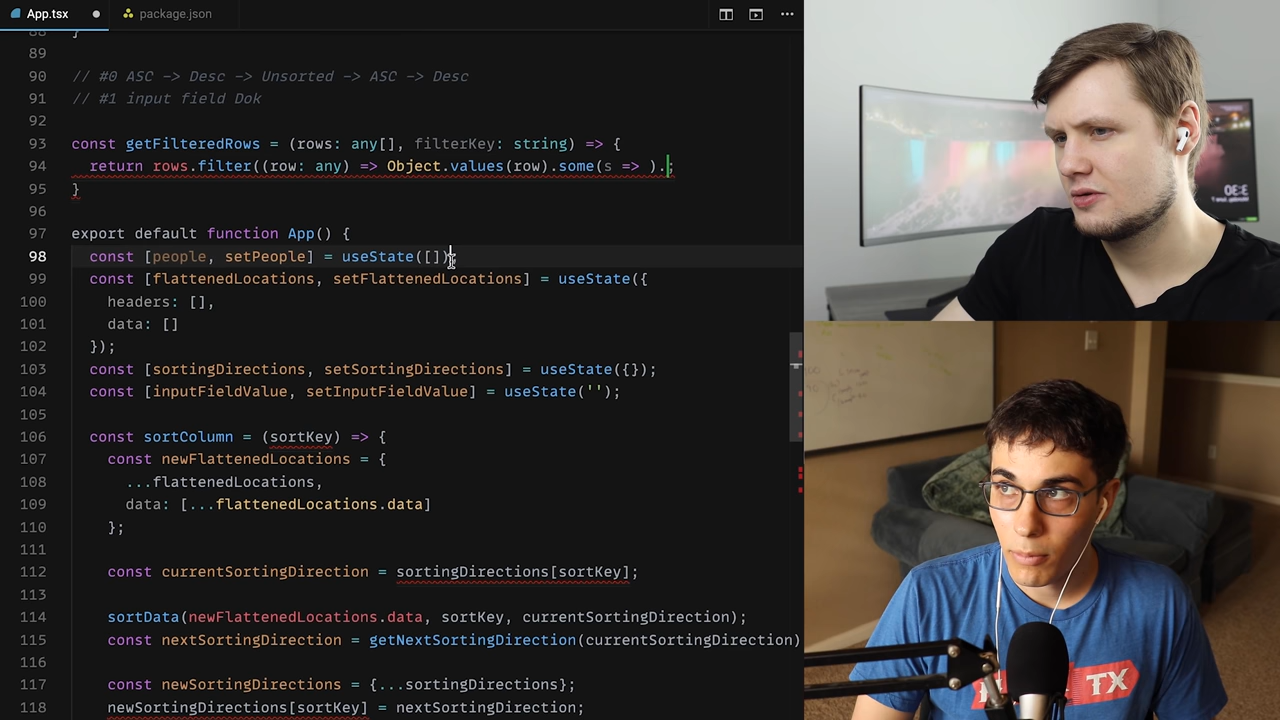 App.tsx
package.json
88 }
89
90 // #0 ASC -> Desc -> Unsorted -> ASC -> Desc
91 // #1 input field Dok
92
93 const getFilteredRows = (rows: any[], filterKey: string) => {
94 return rows.filter((row: any) => Object.values(row).some(s => ).;
95 }
96
97 export default function App() {
98 const [people, setPeople] = useState([]);
99 const [flattenedLocations, setFlattenedLocations] = useState({
100 headers: [],
101 data: []
102 });
103 const [sortingDirections, setSortingDirections] = useState({});
104 const [inputFieldValue, setInputFieldValue] = useState('');
105
106 const sortColumn = (sortKey) => {
107 const newFlattenedLocations = {
108 ...flattenedLocations,
109 data: [...flattenedLocations.data]
110 };
111
112 const currentSortingDirection = sortingDirections[sortKey];
113
114 sortData(newFlattenedLocations.data, sortKey, currentSortingDirection);
115 const nextSortingDirection = getNextSortingDirection(currentSortingDirection)
116
117 const newSortingDirections = {...sortingDirections};
118 newSortingDirections[sortKey] = nextSortingDirection;
TX